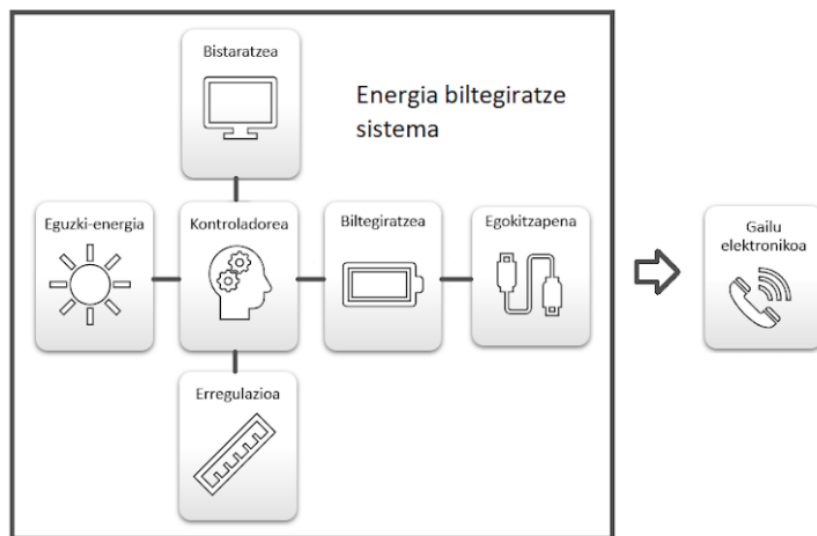 Bistaratzea
Energia biltegiratze
sistema
Eguzki-energia
Kontroladorea
Biltegiratzea
Egokitzapena
Gailu
elektronikoa
Erregulazioa